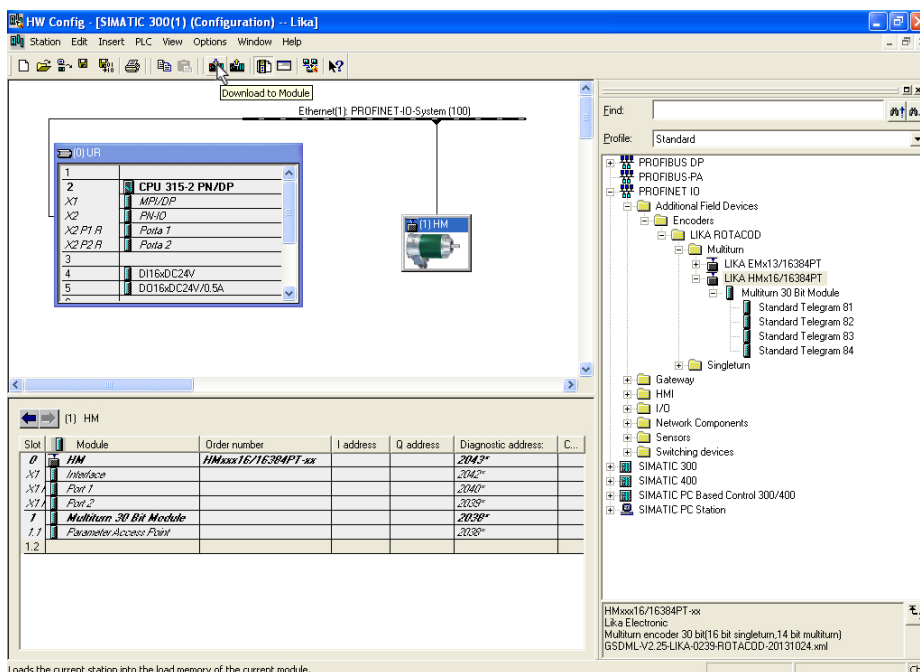 HW Config - [SIMATIC 300(1) (Configuration) -- Lika]
Station Edit Insert PLC View Options Window Help
Download to Module
Ethernet(1): PROFINET-IO-System (100)
(0) UR
1
2 CPU 315-2 PN/DP
X1 MPI/DP
X2 PN-IO
X2 P1 R Porta 1
X2 P2 R Porta 2
3
4 DI16xDC24V
5 DO16xDC24V/0.5A
(1) HM
Find:
Profile: Standard
PROFIBUS DP
PROFIBUS-PA
PROFINET IO
Additional Field Devices
Encoders
LIKA ROTACOD
Multiturn
LIKA EMx13/16384PT
LIKA HMx16/16384PT
Multiturn 30 Bit Module
Standard Telegram 81
Standard Telegram 82
Standard Telegram 83
Standard Telegram 84
Singleturn
Gateway
HMI
I/O
Network Components
Sensors
Switching devices
SIMATIC 300
SIMATIC 400
SIMATIC PC Based Control 300/400
SIMATIC PC Station
(1) HM
Slot Module Order number I address Q address Diagnostic address: C...
0 HM HMxxx16/16384PT-xx 2043*
X1 Interface 2042*
X1 Port 1 2040*
X1 Port 2 2039*
1 Multiturn 30 Bit Module 2038*
1.1 Parameter Access Point 2038*
1.2
HMxxx16/16384PT-xx
Lika Electronic
Multiturn encoder 30 bit(16 bit singleturn,14 bit multiturn)
GSDML-V2.25-LIKA-0239-ROTACOD-20131024.xml
Loads the current station into the load memory of the current module.